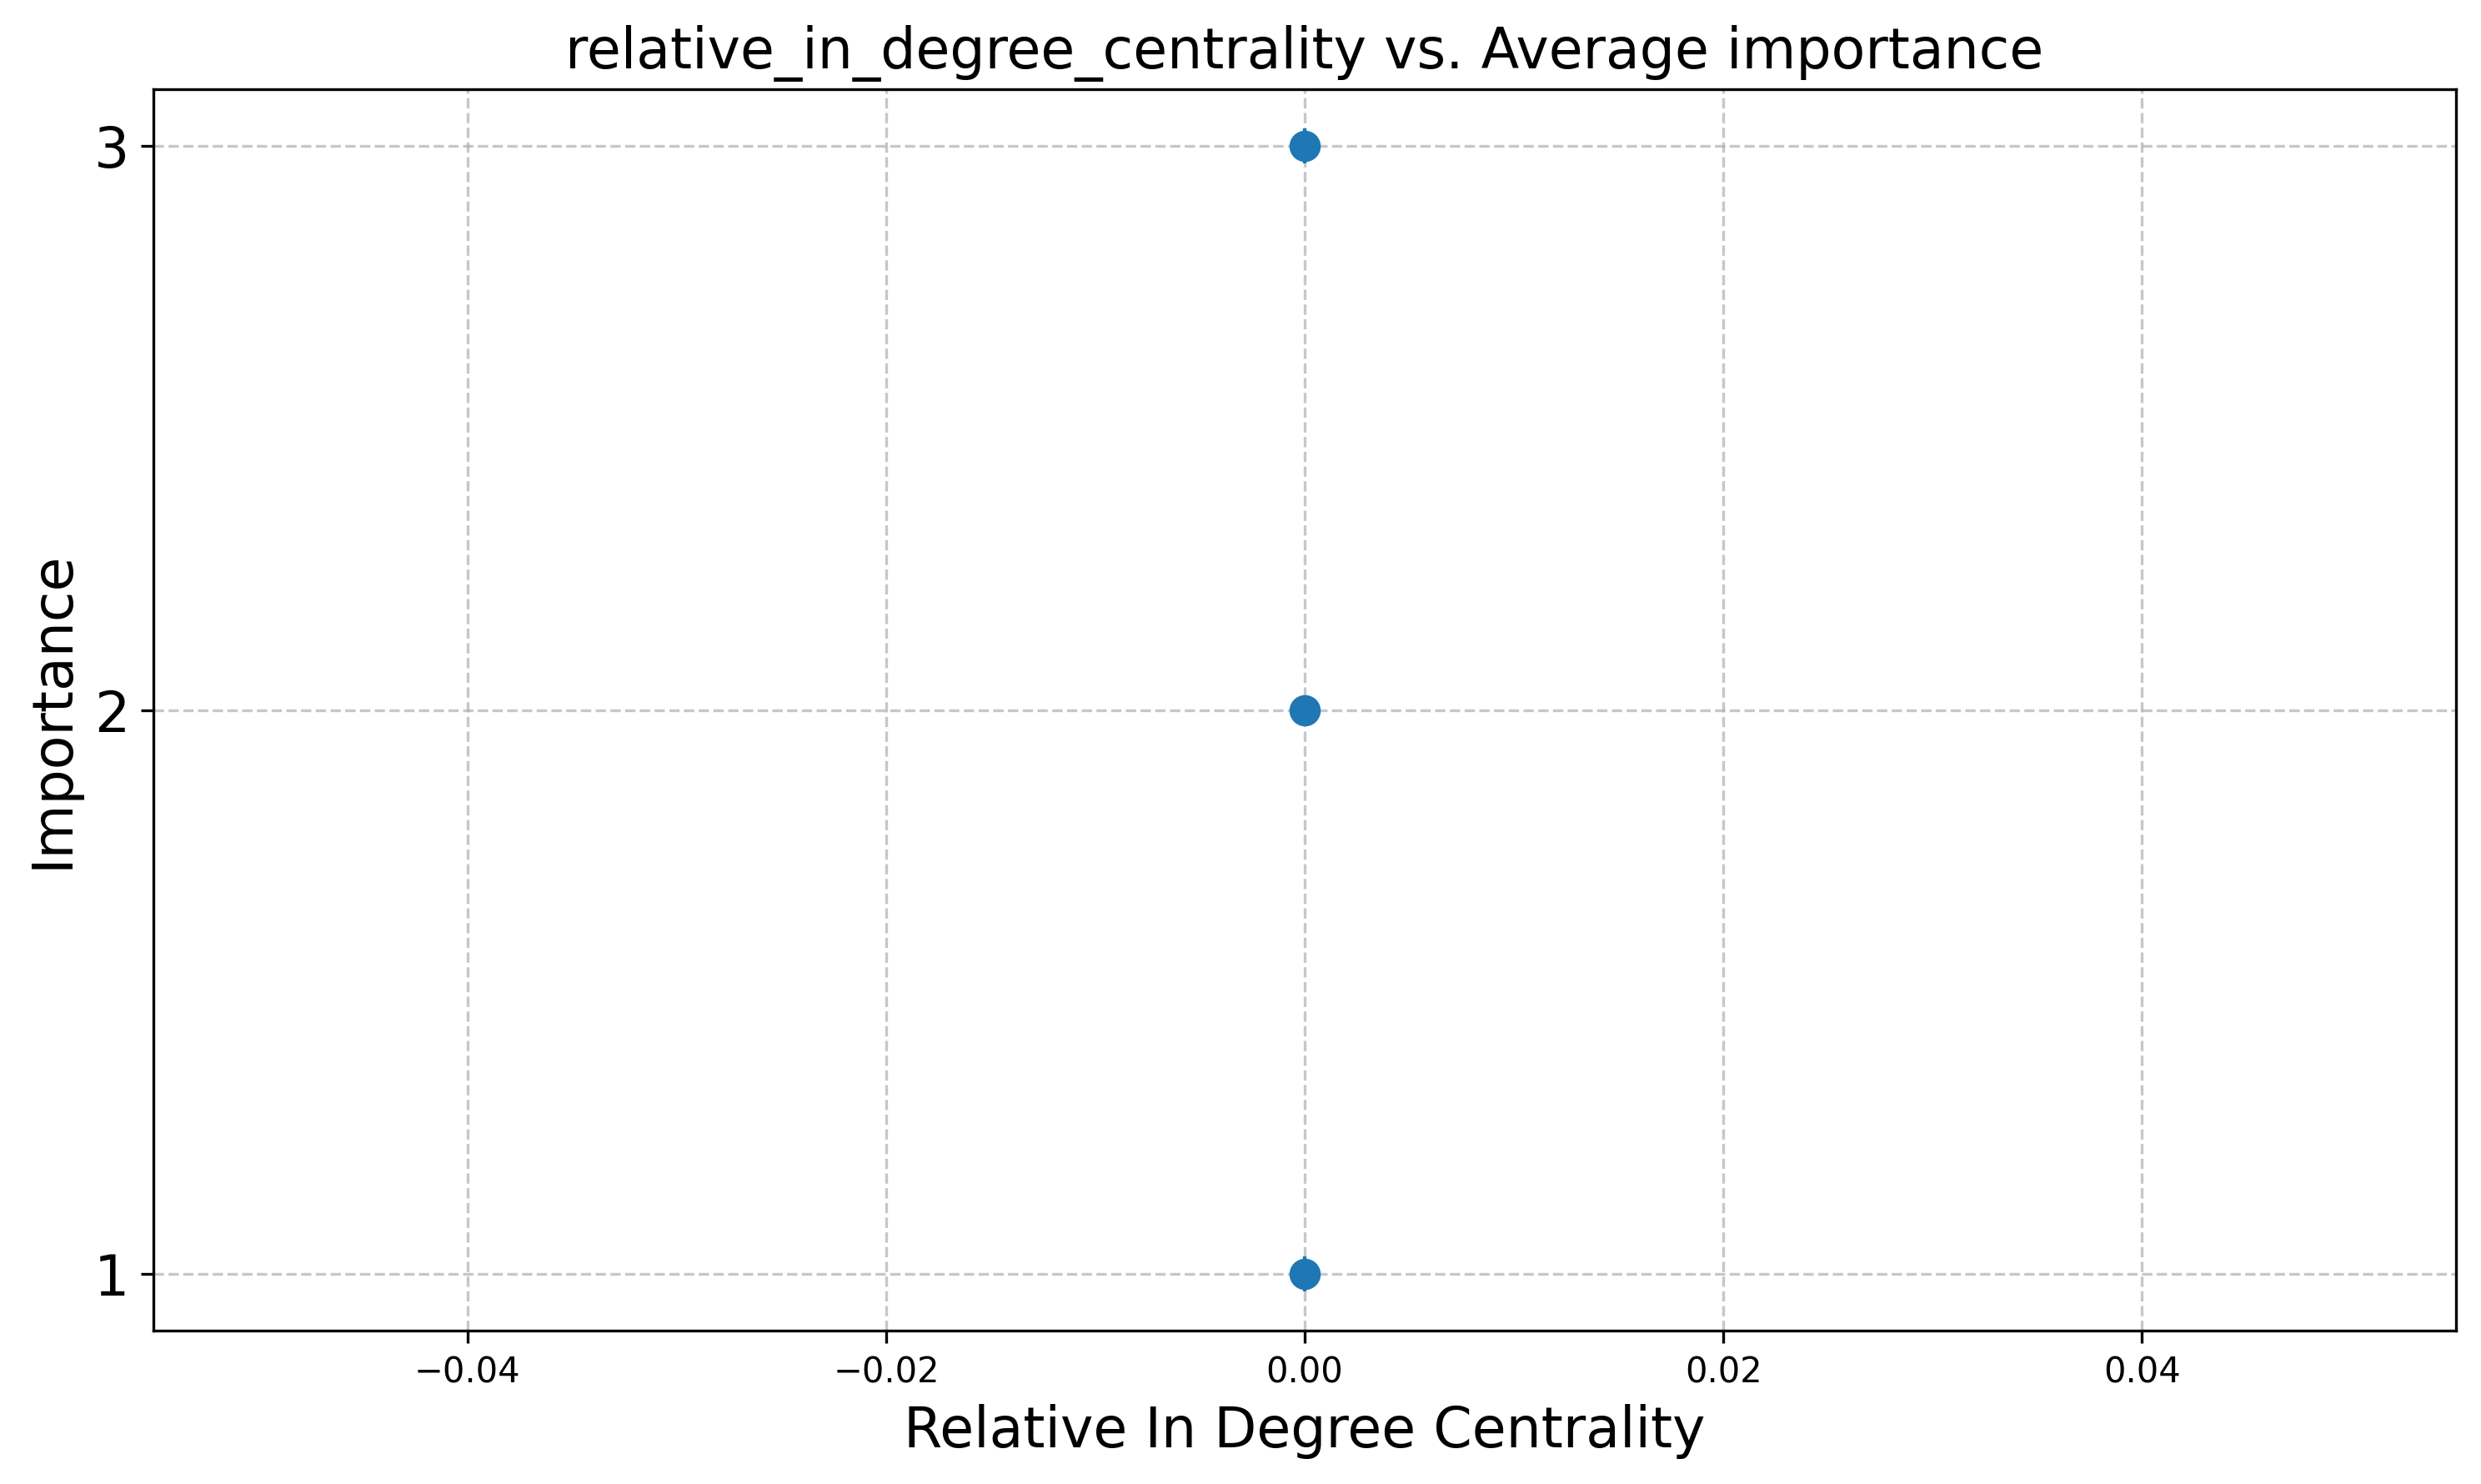 relative_in_degree_centrality vs. Average importance
3
2
1
Importance
−0.04
−0.02
0.00
0.02
0.04
Relative In Degree Centrality